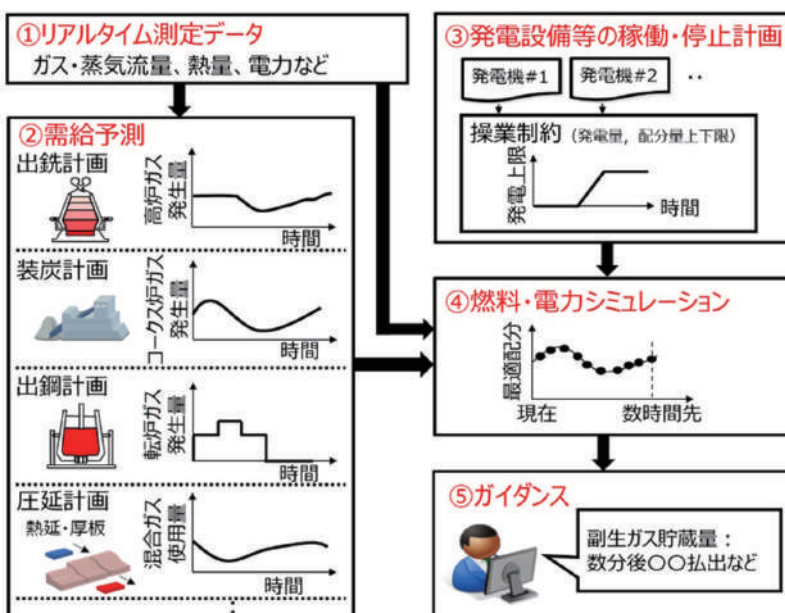 ①リアルタイム測定データ
ガス・蒸気流量、熱量、電力など
②需給予測
出銑計画
高炉ガス
発生量
時間
装炭計画
コークス炉ガス
発生量
時間
出鋼計画
転炉ガス
発生量
時間
圧延計画
熱延・厚板
混合ガス
使用量
時間
⋮
③発電設備等の稼働・停止計画
発電機#1
発電機#2
··
操業制約（発電量，配分量上下限）
発電上限
時間
④燃料・電力シミュレーション
最適配分
現在
数時間先
⑤ガイダンス
副生ガス貯蔵量：
数分後〇〇払出など